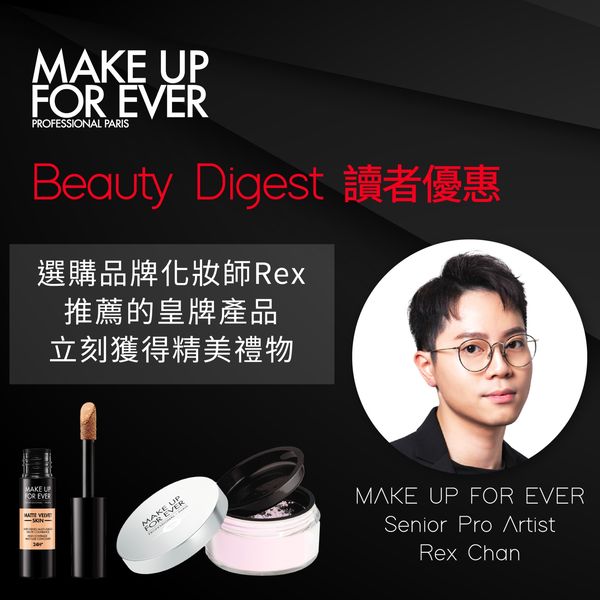 MAKE UP
FOR EVER
PROFESSIONAL PARIS
Beauty Digest 讀者優惠
選購品牌化妝師Rex
推薦的皇牌產品
立刻獲得精美禮物
MAKE UP
FOR EVER
MATTE VELVET
SKIN
24H
MAKE UP
FOR EVER
MAKE UP FOR EVER
Senior Pro Artist
Rex Chan